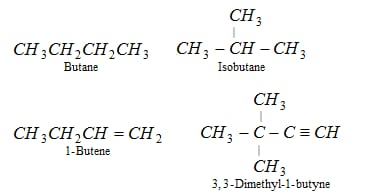 CH₃
CH₃CH₂CH₂CH₃ CH₃ – CH – CH₃
Butane Isobutane
CH₃
CH₃CH₂CH = CH₂ CH₃ – C – C ≡ CH
1-Butene
CH₃
3,3-Dimethyl-1-butyne